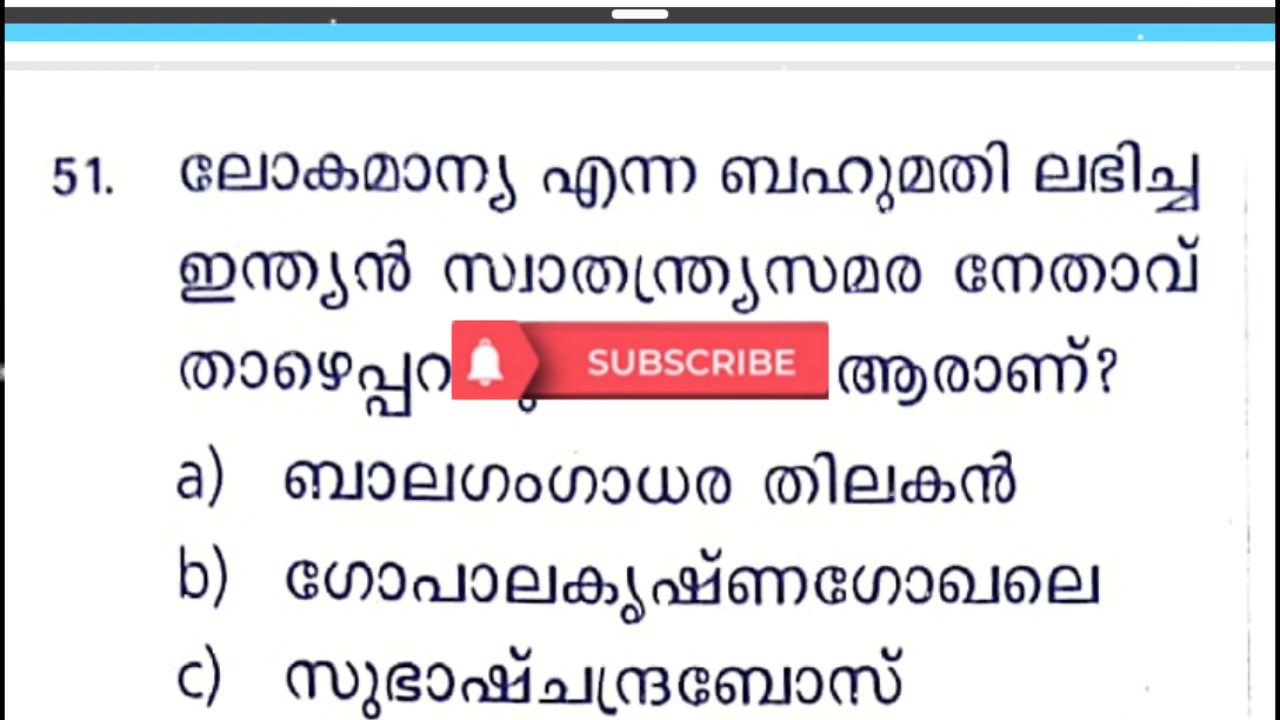 51. ലോകമാന്യ എന്ന ബഹുമതി ലഭിച്ച
ഇന്ത്യൻ സ്വാതന്ത്ര്യസമര നേതാവ്
SUBSCRIBE ആരാണ്?
a) ബാലഗംഗാധര തിലകൻ
b) ഗോപാലകൃഷ്ണഗോഖലെ
c) സുഭാഷ്ചന്ദ്രബോസ്